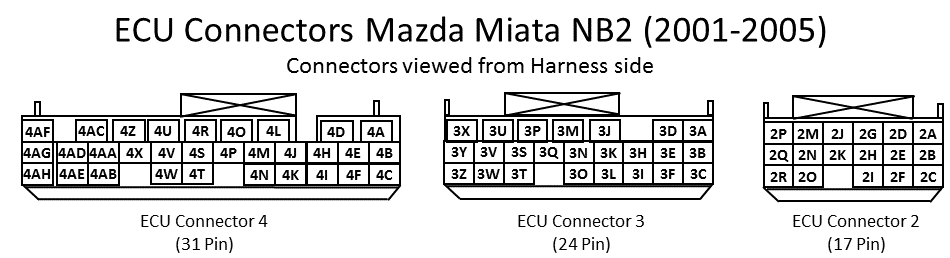 ECU Connectors Mazda Miata NB2 (2001-2005)
Connectors viewed from Harness side
4AF 4AC 4Z 4U 4R 4O 4L 4D 4A
4AG 4AD 4AA 4X 4V 4S 4P 4M 4J 4H 4E 4B
4AH 4AE 4AB 4W 4T 4N 4K 4I 4F 4C
ECU Connector 4
(31 Pin)
3X 3U 3P 3M 3J 3D 3A
3Y 3V 3S 3Q 3N 3K 3H 3E 3B
3Z 3W 3T 3O 3L 3I 3F 3C
ECU Connector 3
(24 Pin)
2P 2M 2J 2G 2D 2A
2Q 2N 2K 2H 2E 2B
2R 2O 2I 2F 2C
ECU Connector 2
(17 Pin)